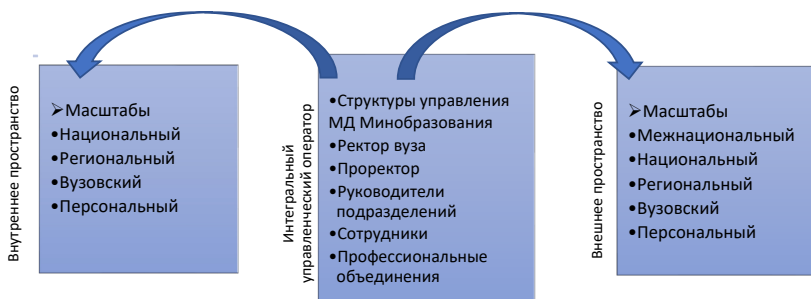 Внутреннее пространство
➢Масштабы
•Национальный
•Региональный
•Вузовский
•Персональный
Интегральный
управленческий оператор
•Структуры управления
МД Минобразования
•Ректор вуза
•Проректор
•Руководители
подразделений
•Сотрудники
•Профессиональные
объединения
Внешнее пространство
➢Масштабы
•Межнациональный
•Национальный
•Региональный
•Вузовский
•Персональный